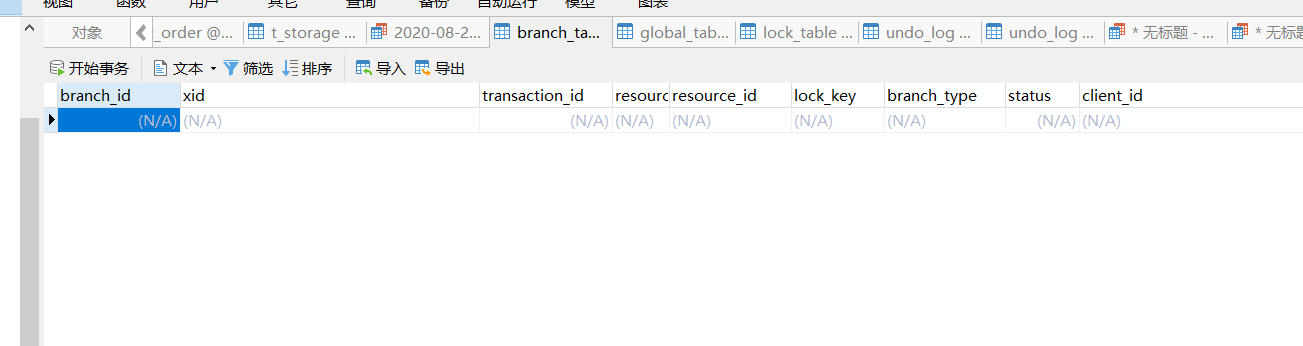 视图 函数 用户 其它 查询 备份 自动运行 模型 图表
对象 _order @... t_storage ... 2020-08-2... branch_ta... global_tab... lock_table ... undo_log ... undo_log ... * 无标题 - ... * 无标题
开始事务 文本 筛选 排序 导入 导出
branch_id xid transaction_id resourc resource_id lock_key branch_type status client_id
(N/A) (N/A) (N/A) (N/A) (N/A) (N/A) (N/A) (N/A) (N/A)